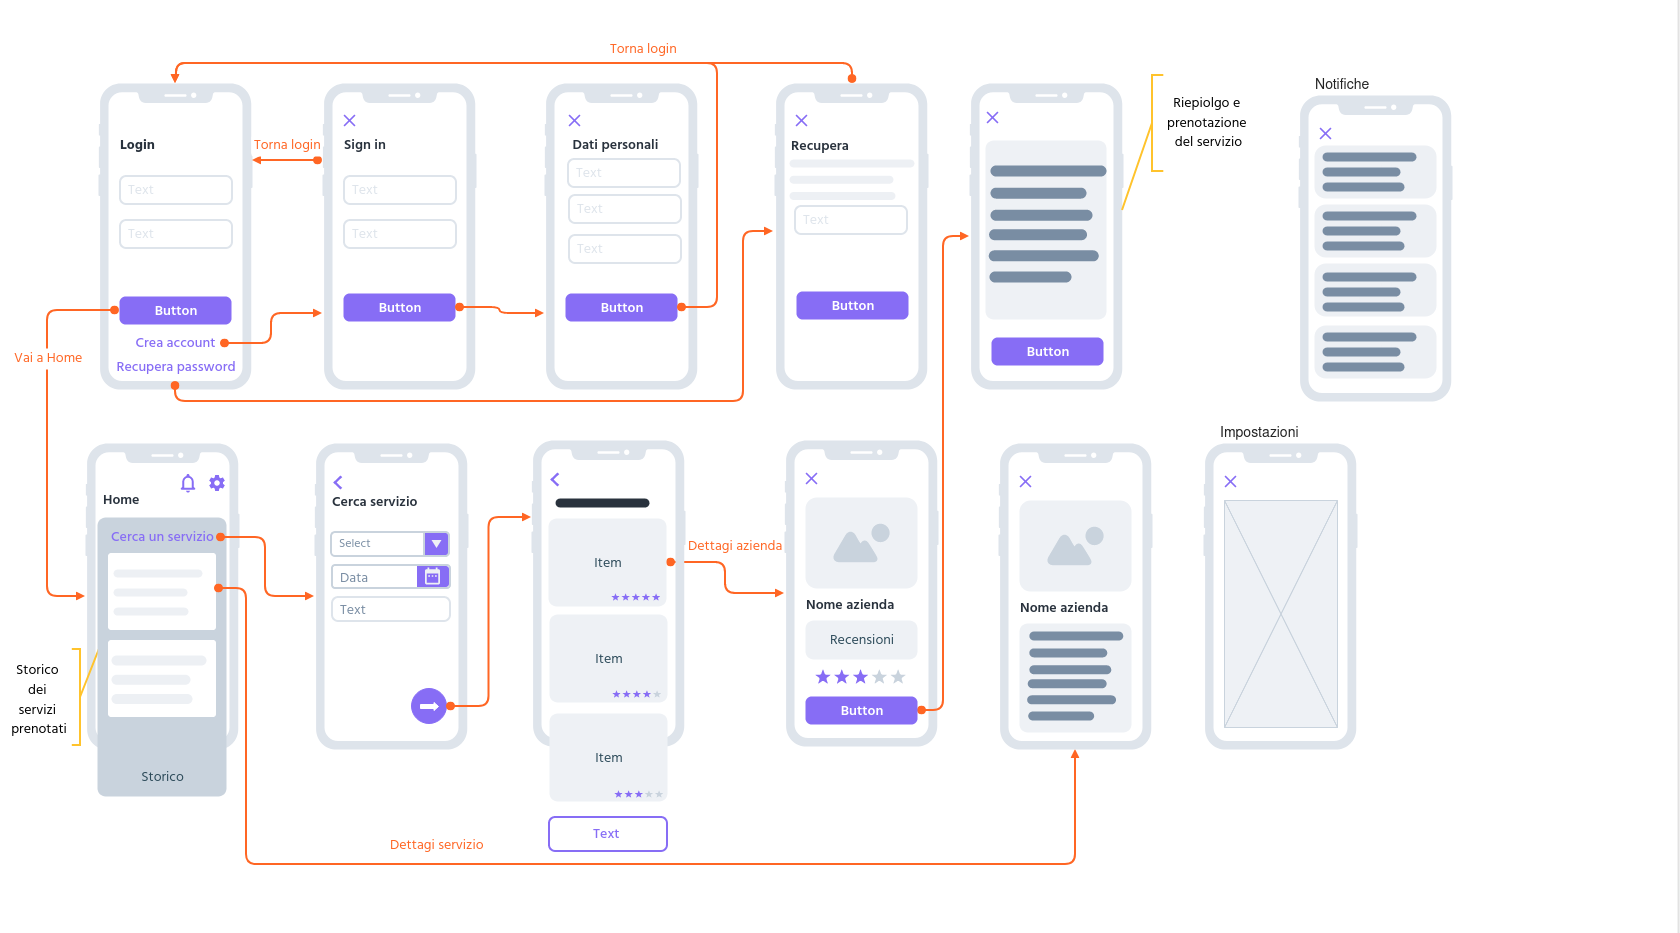 Torna login
Login
Text
Text
Button
Crea account
Recupera password
Torna login
Sign in
Text
Text
Button
Dati personali
Text
Text
Text
Button
Recupera
Text
Button
Button
Riepiolgo e
prenotazione
del servizio
Notifiche
Vai a Home
Home
Cerca un servizio
Storico
Storico
dei
servizi
prenotati
Cerca servizio
Select
Data
Text
Item
Item
Item
Text
Dettagi azienda
Nome azienda
Recensioni
Button
Nome azienda
Impostazioni
Dettagi servizio